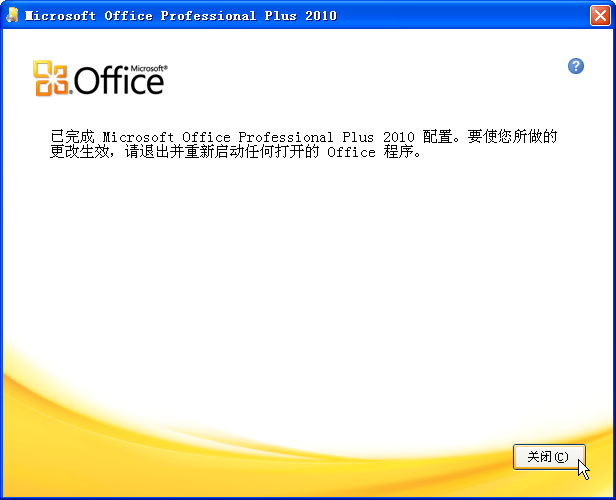 Microsoft Office Professional Plus 2010
Microsoft®
Office
?
已完成 Microsoft Office Professional Plus 2010 配置。要使您所做的
更改生效，请退出并重新启动任何打开的 Office 程序。
关闭(C)